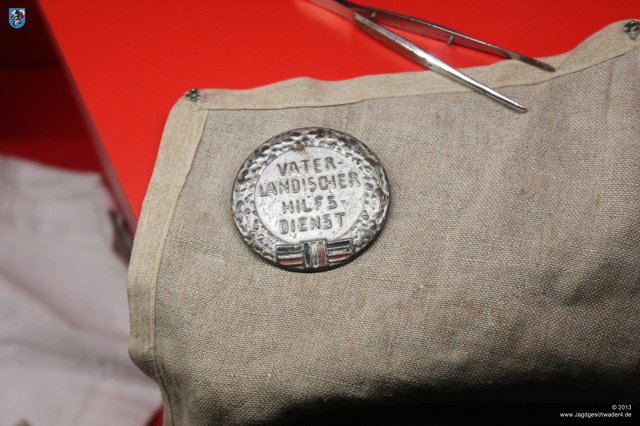 VATER-
LÄNDISCHER
HILFS-
DIENST
© 2013
www.Jagdgeschwader4.de